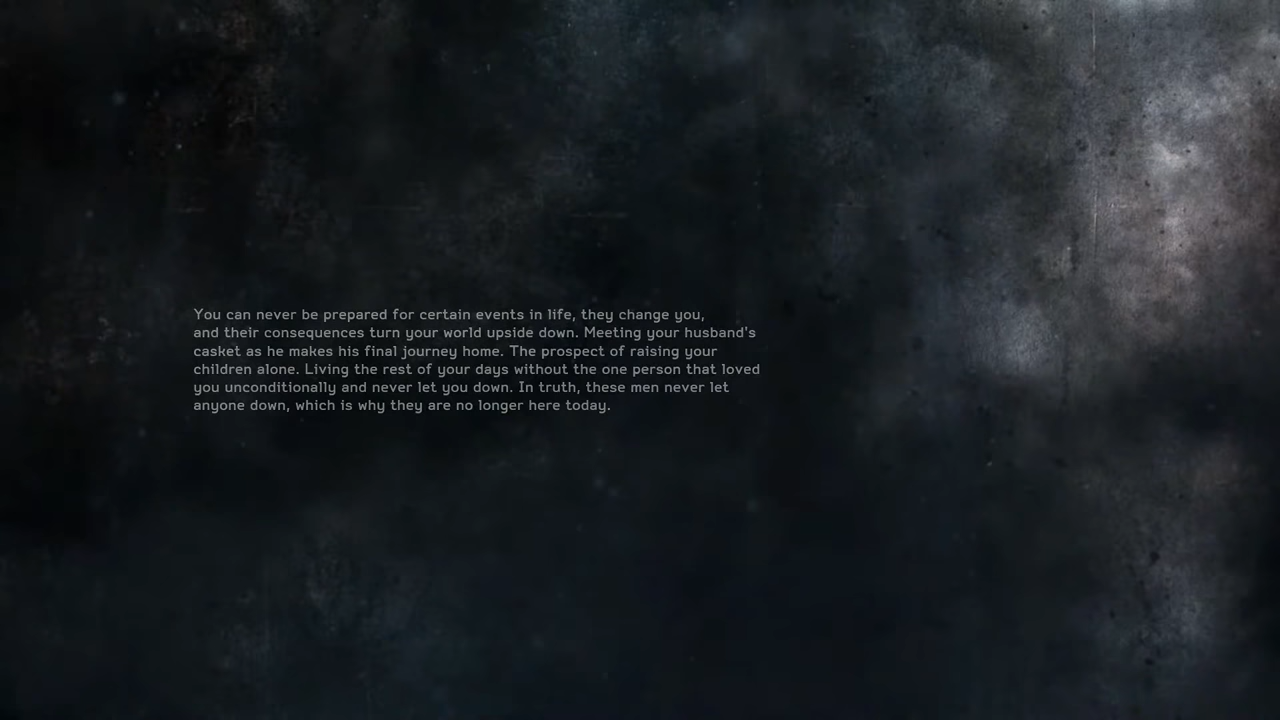 You can never be prepared for certain events in life, they change you,
and their consequences turn your world upside down. Meeting your husband's
casket as he makes his final journey home. The prospect of raising your
children alone. Living the rest of your days without the one person that loved
you unconditionally and never let you down. In truth, these men never let
anyone down, which is why they are no longer here today.